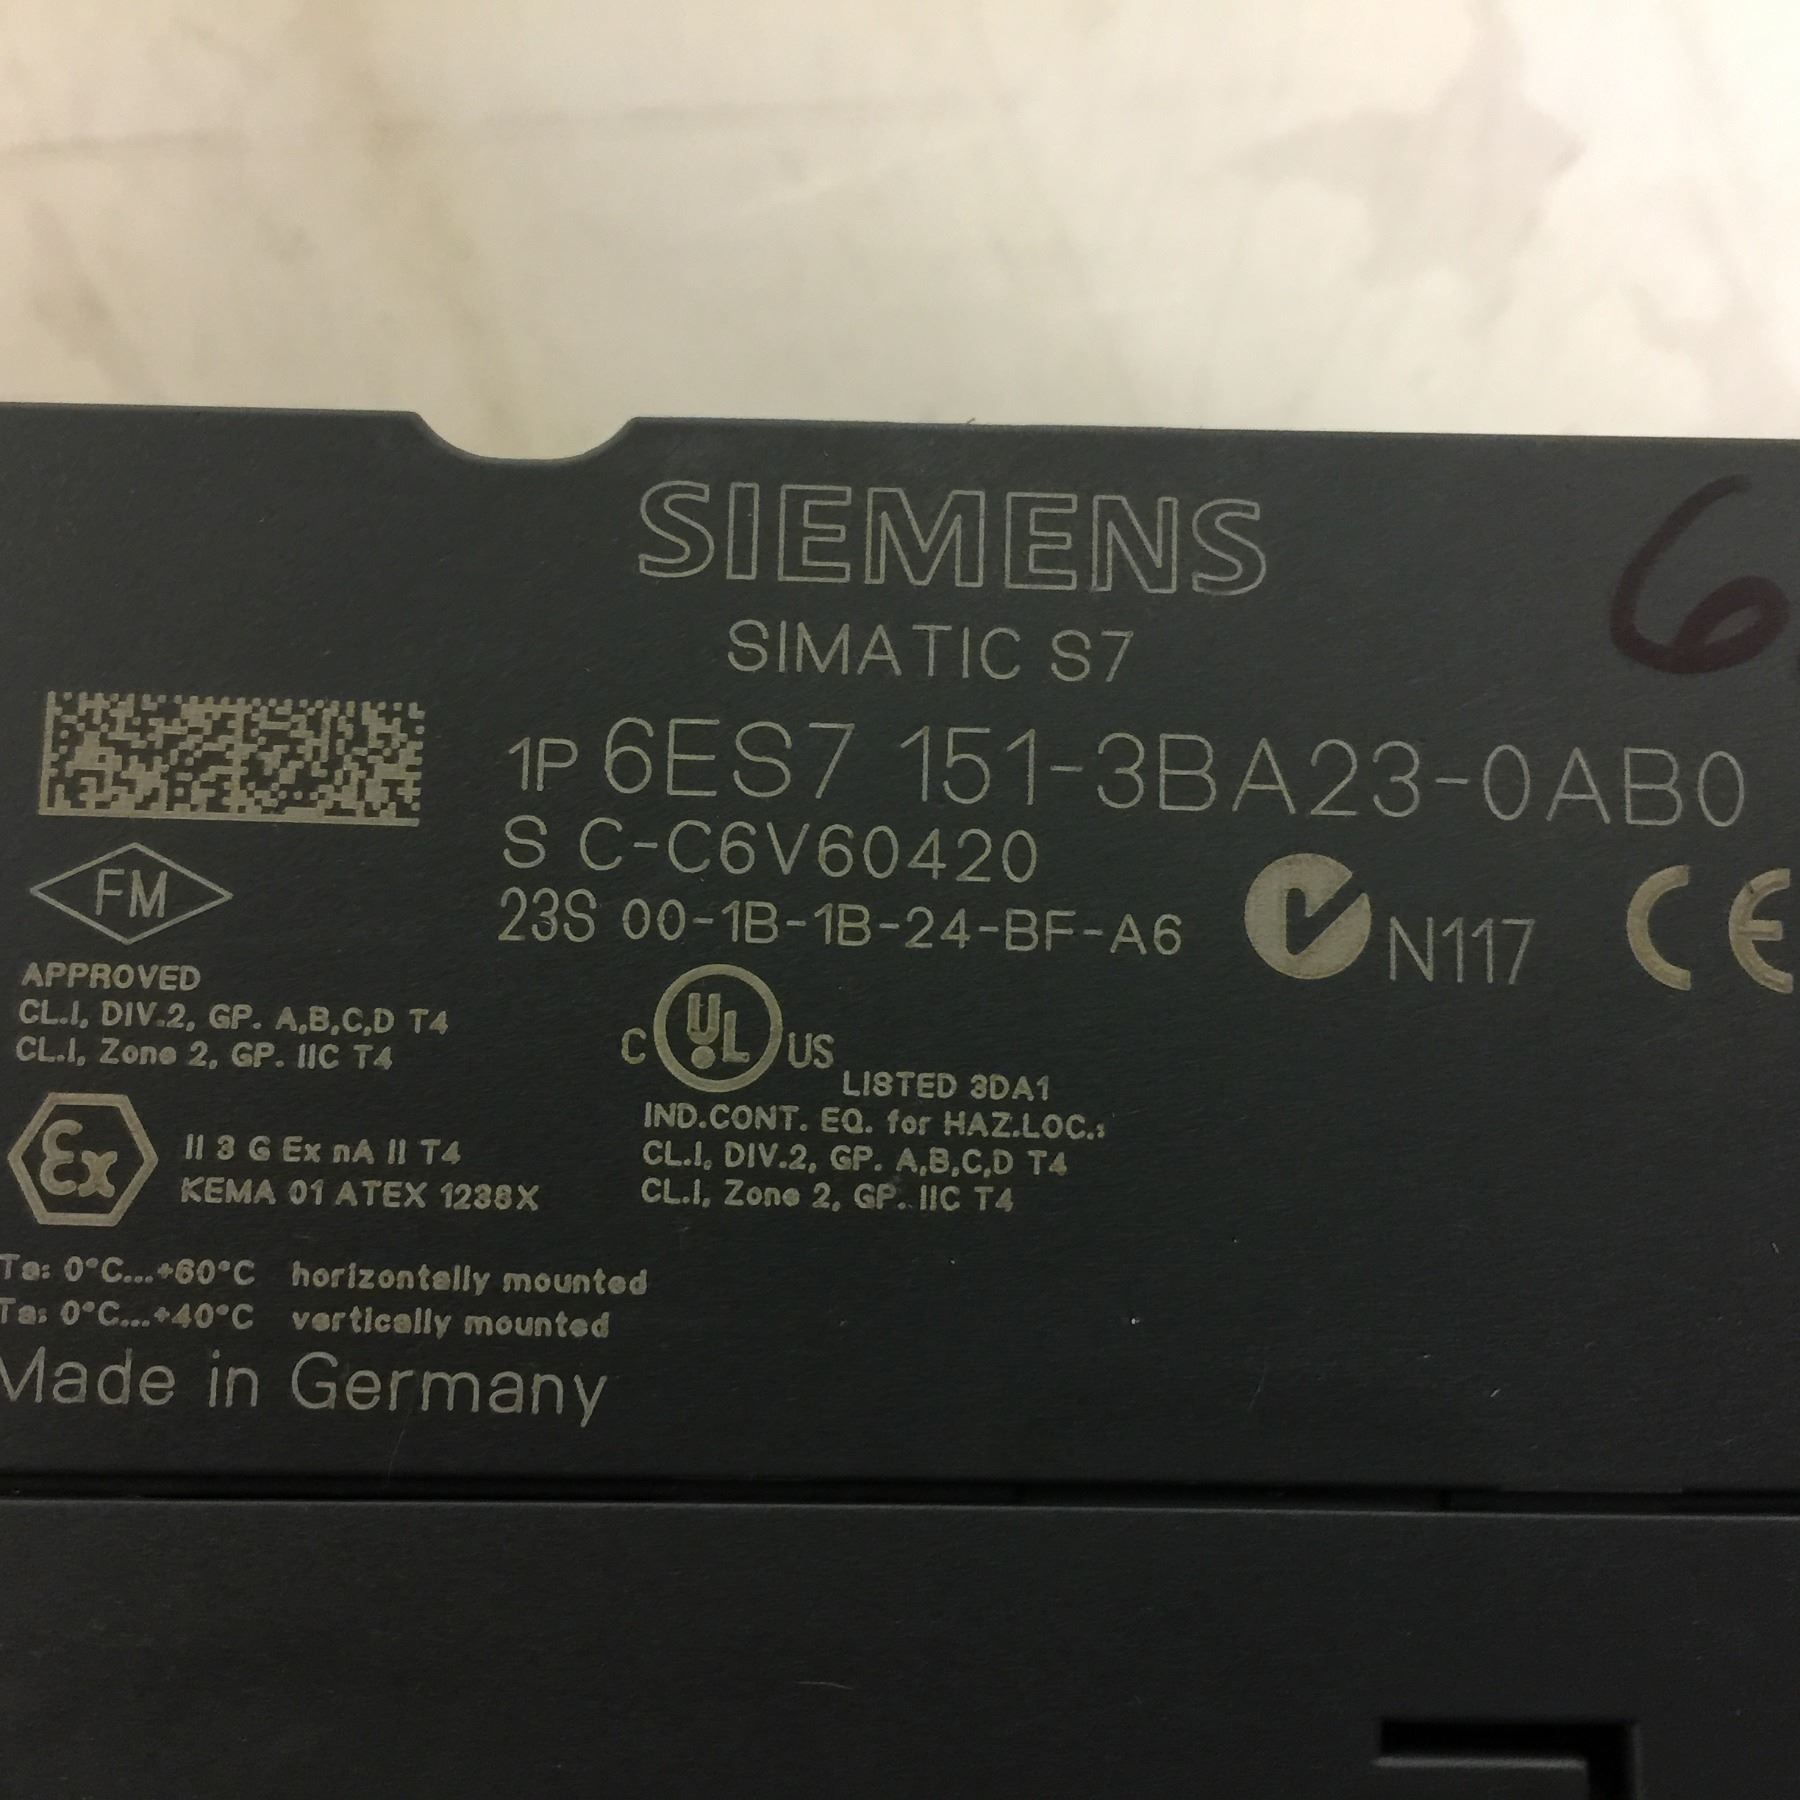 SIEMENS
6
SIMATIC S7
1P 6ES7 151-3BA23-0AB0
S C-C6V60420
23S 00-1B-1B-24-BF-A6
N117
CE
FM
APPROVED
CL.I, DIV.2, GP. A,B,C,D T4
CL.I, Zone 2, GP. IIC T4
C UL US
LISTED 3DA1
IND.CONT. EQ. for HAZ.LOC.:
CL.I, DIV.2, GP. A,B,C,D T4
CL.I, Zone 2, GP. IIC T4
Ex
II 3 G Ex nA II T4
KEMA 01 ATEX 1238X
Ta: 0°C...+60°C horizontally mounted
Ta: 0°C...+40°C vertically mounted
Made in Germany